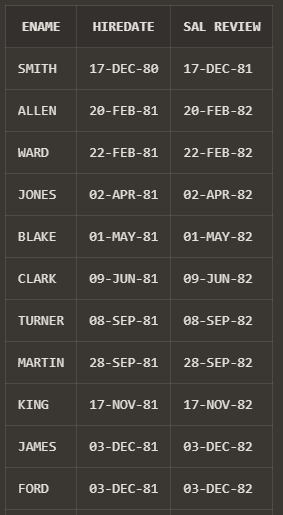 ENAME HIREDATE SAL REVIEW
SMITH 17-DEC-80 17-DEC-81
ALLEN 20-FEB-81 20-FEB-82
WARD 22-FEB-81 22-FEB-82
JONES 02-APR-81 02-APR-82
BLAKE 01-MAY-81 01-MAY-82
CLARK 09-JUN-81 09-JUN-82
TURNER 08-SEP-81 08-SEP-82
MARTIN 28-SEP-81 28-SEP-82
KING 17-NOV-81 17-NOV-82
JAMES 03-DEC-81 03-DEC-82
FORD 03-DEC-81 03-DEC-82